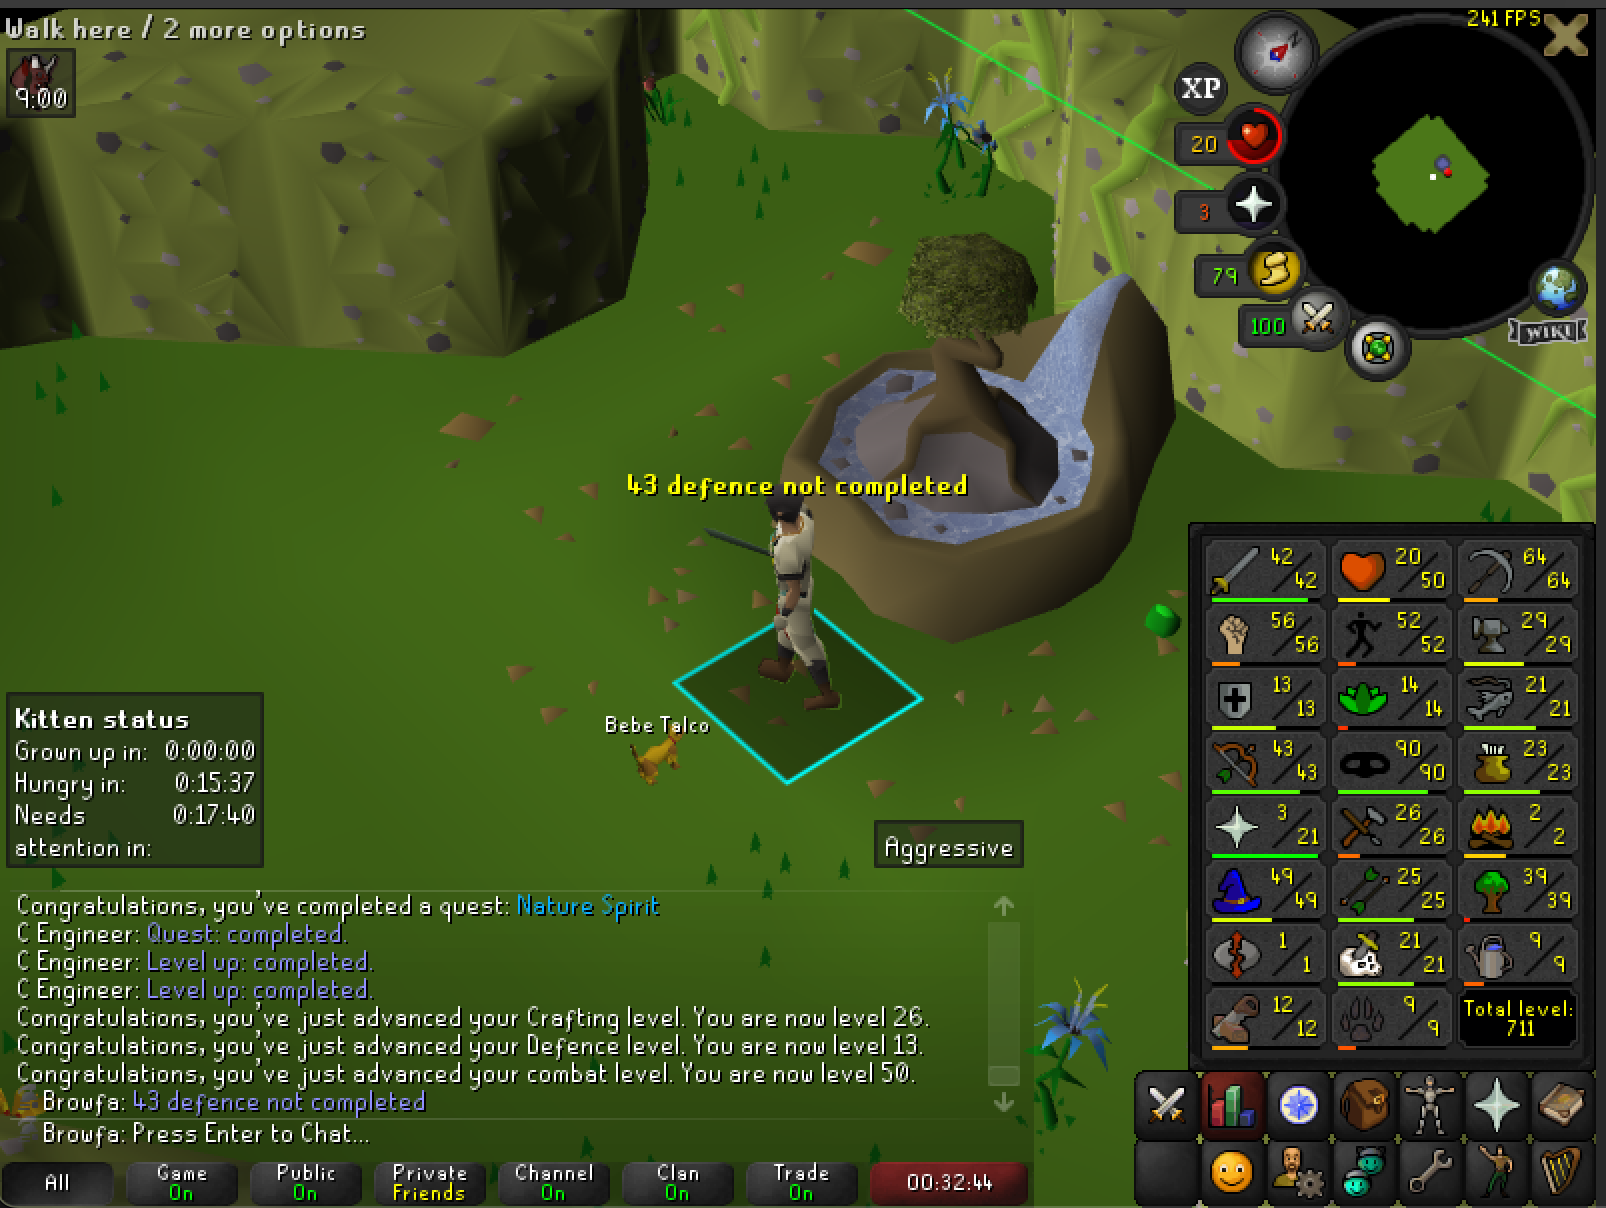 Walk here / 2 more options
9:00
241 FPS
XP
20
3
79
100
WIKI
43 defence not completed
Bebe Talco
Kitten status
Grown up in: 0:00:00
Hungry in: 0:15:37
Needs 0:17:40
attention in:
Aggressive
42 42 20 50 64 64
56 56 52 52 29 29
13 13 14 14 21 21
43 43 90 90 23 23
3 21 26 26 2 2
49 49 25 25 39 39
1 1 21 21 9 9
12 12 9 9 Total level:
711
Congratulations, you've completed a quest: Nature Spirit
C Engineer: Quest: completed.
C Engineer: Level up: completed.
C Engineer: Level up: completed.
Congratulations, you've just advanced your Crafting level. You are now level 26.
Congratulations, you've just advanced your Defence level. You are now level 13.
Congratulations, you've just advanced your combat level. You are now level 50.
Browfa: 43 defence not completed
Browfa: Press Enter to Chat...
All Game Public Private Channel Clan Trade 00:32:44
On On Friends On On On